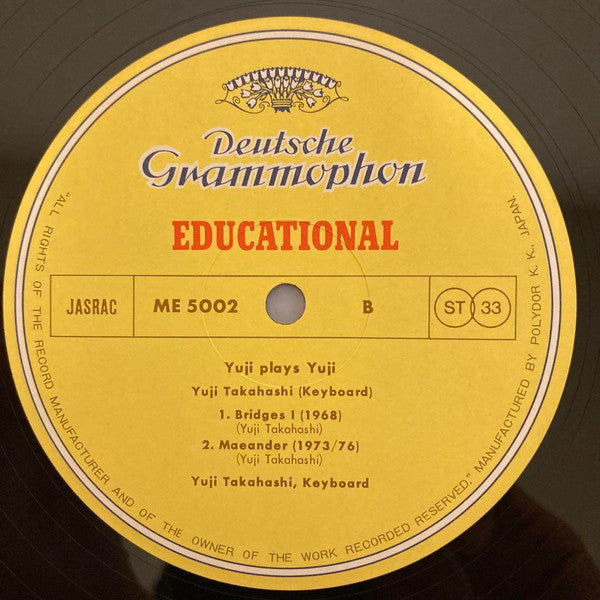 Deutsche
Grammophon
EDUCATIONAL
JASRAC ME 5002 B ST 33
Yuji plays Yuji
Yuji Takahashi (Keyboard)
1. Bridges I (1968)
(Yuji Takahashi)
2. Maeander (1973/76)
(Yuji Takahashi)
Yuji Takahashi, Keyboard
"ALL RIGHTS OF THE RECORD MANUFACTURER AND OF THE OWNER OF THE WORK RECORDED RESERVED." MANUFACTURED BY POLYDOR K. K., JAPAN.